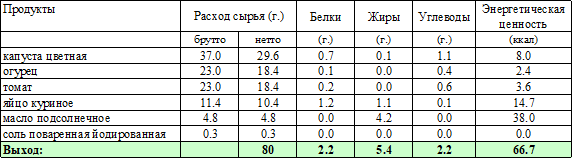 Продукты Расход сырья (г.) Белки Жиры Углеводы Энергетическая ценность
брутто нетто (г.) (г.) (г.) (ккал)
капуста цветная 37.0 29.6 0.7 0.1 1.1 8.0
огурец 23.0 18.4 0.1 0.0 0.4 2.4
томат 23.0 18.4 0.2 0.0 0.6 3.6
яйцо куриное 11.4 10.4 1.2 1.1 0.1 14.7
масло подсолнечное 4.8 4.8 0.0 4.2 0.0 38.0
соль поваренная йодированная 0.3 0.3 0.0 0.0 0.0 0.0
Выход: 80 2.2 5.4 2.2 66.7